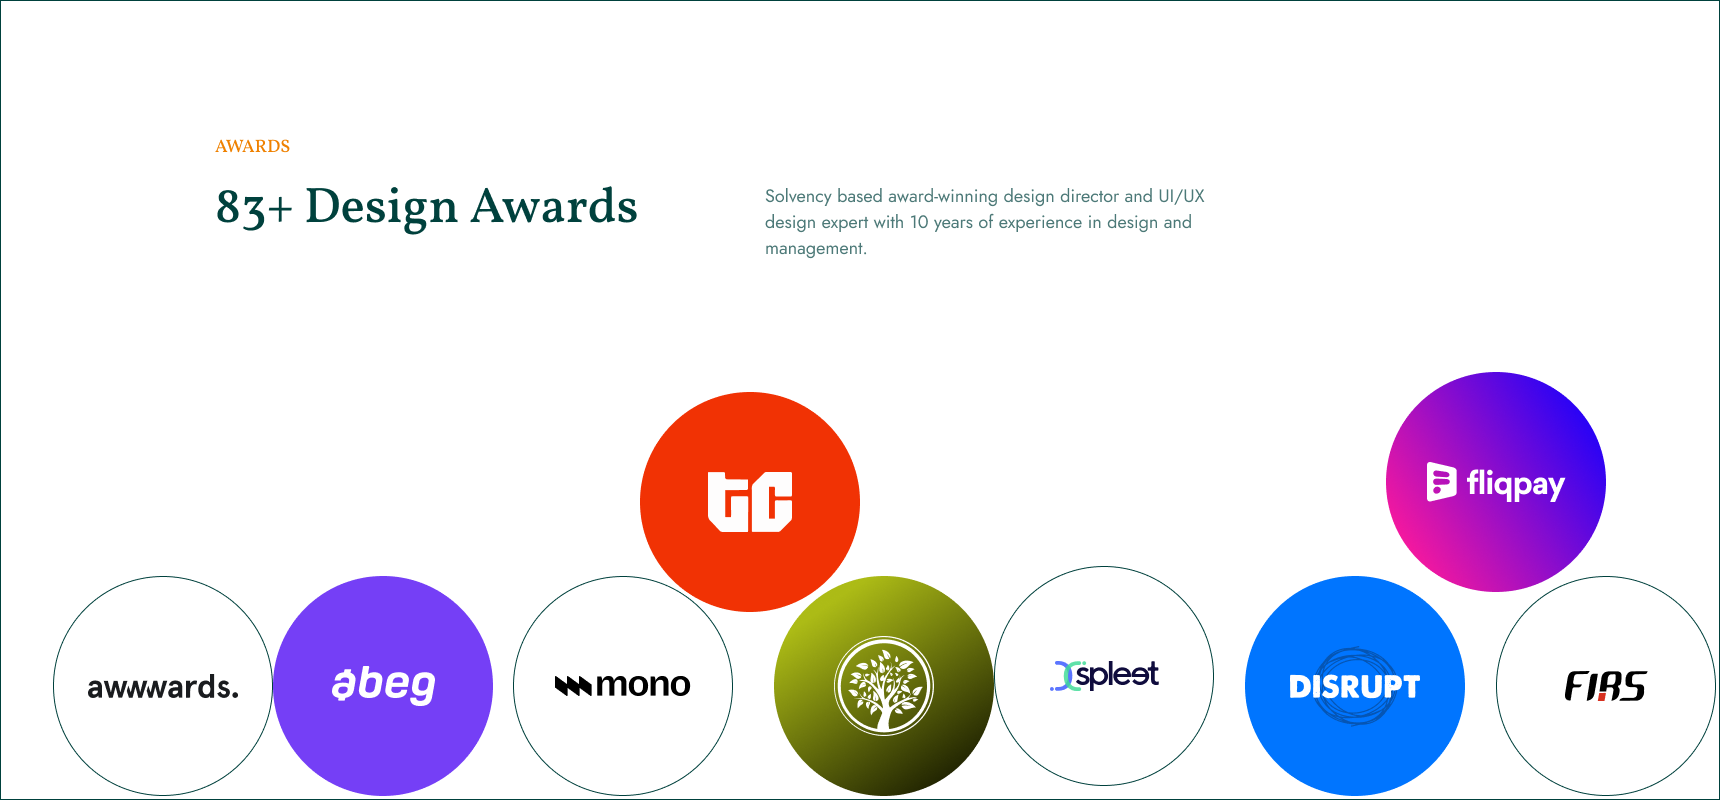 AWARDS
83+ Design Awards
Solvency based award-winning design director and UI/UX
design expert with 10 years of experience in design and
management.
tc
fliqpay
awwwards.
abeg
mono
spleet
DISRUPT
FIRS